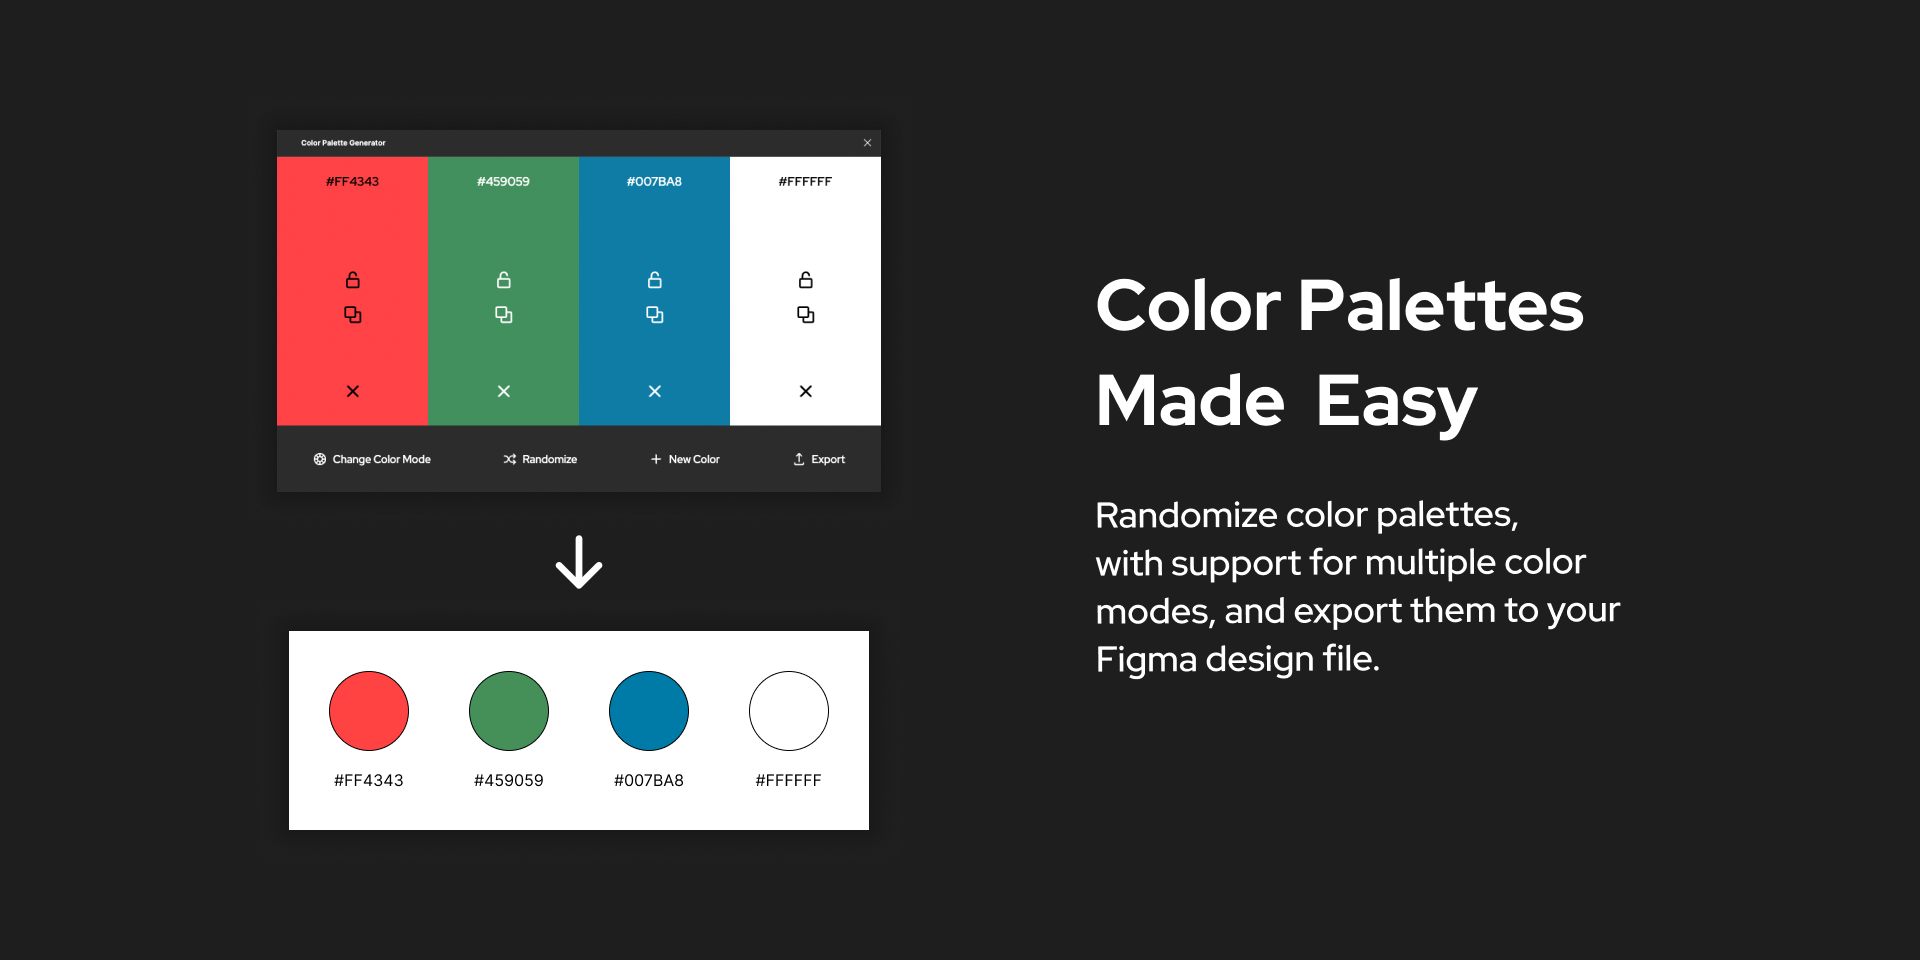 Color Palette Generator
#FF4343
#459059
#007BA8
#FFFFFF
Change Color Mode
Randomize
New Color
Export
#FF4343
#459059
#007BA8
#FFFFFF
Color Palettes
Made Easy
Randomize color palettes,
with support for multiple color
modes, and export them to your
Figma design file.